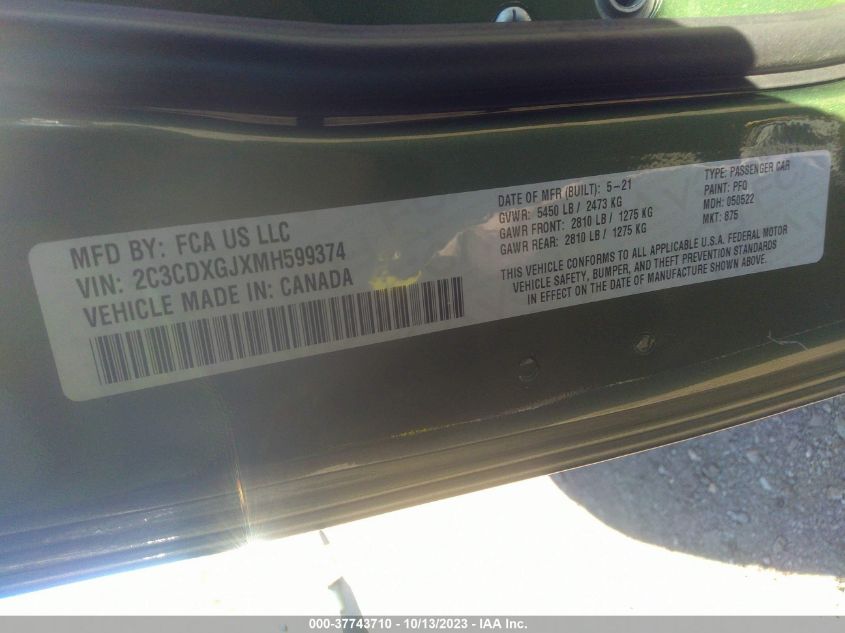 MFD BY: FCA US LLC
VIN: 2C3CDXGJXMH599374
VEHICLE MADE IN: CANADA
DATE OF MFR (BUILT): 5-21
GVWR: 5450 LB / 2473 KG
GAWR FRONT: 2810 LB / 1275 KG
GAWR REAR: 2810 LB / 1275 KG
TYPE: PASSENGER CAR
PAINT: PFQ
MDH: 050522
MKT: 875
THIS VEHICLE CONFORMS TO ALL APPLICABLE U.S.A. FEDERAL MOTOR
VEHICLE SAFETY, BUMPER, AND THEFT PREVENTION STANDARDS
IN EFFECT ON THE DATE OF MANUFACTURE SHOWN ABOVE.
000-37743710 / 10/13/2023 - IAA Inc.